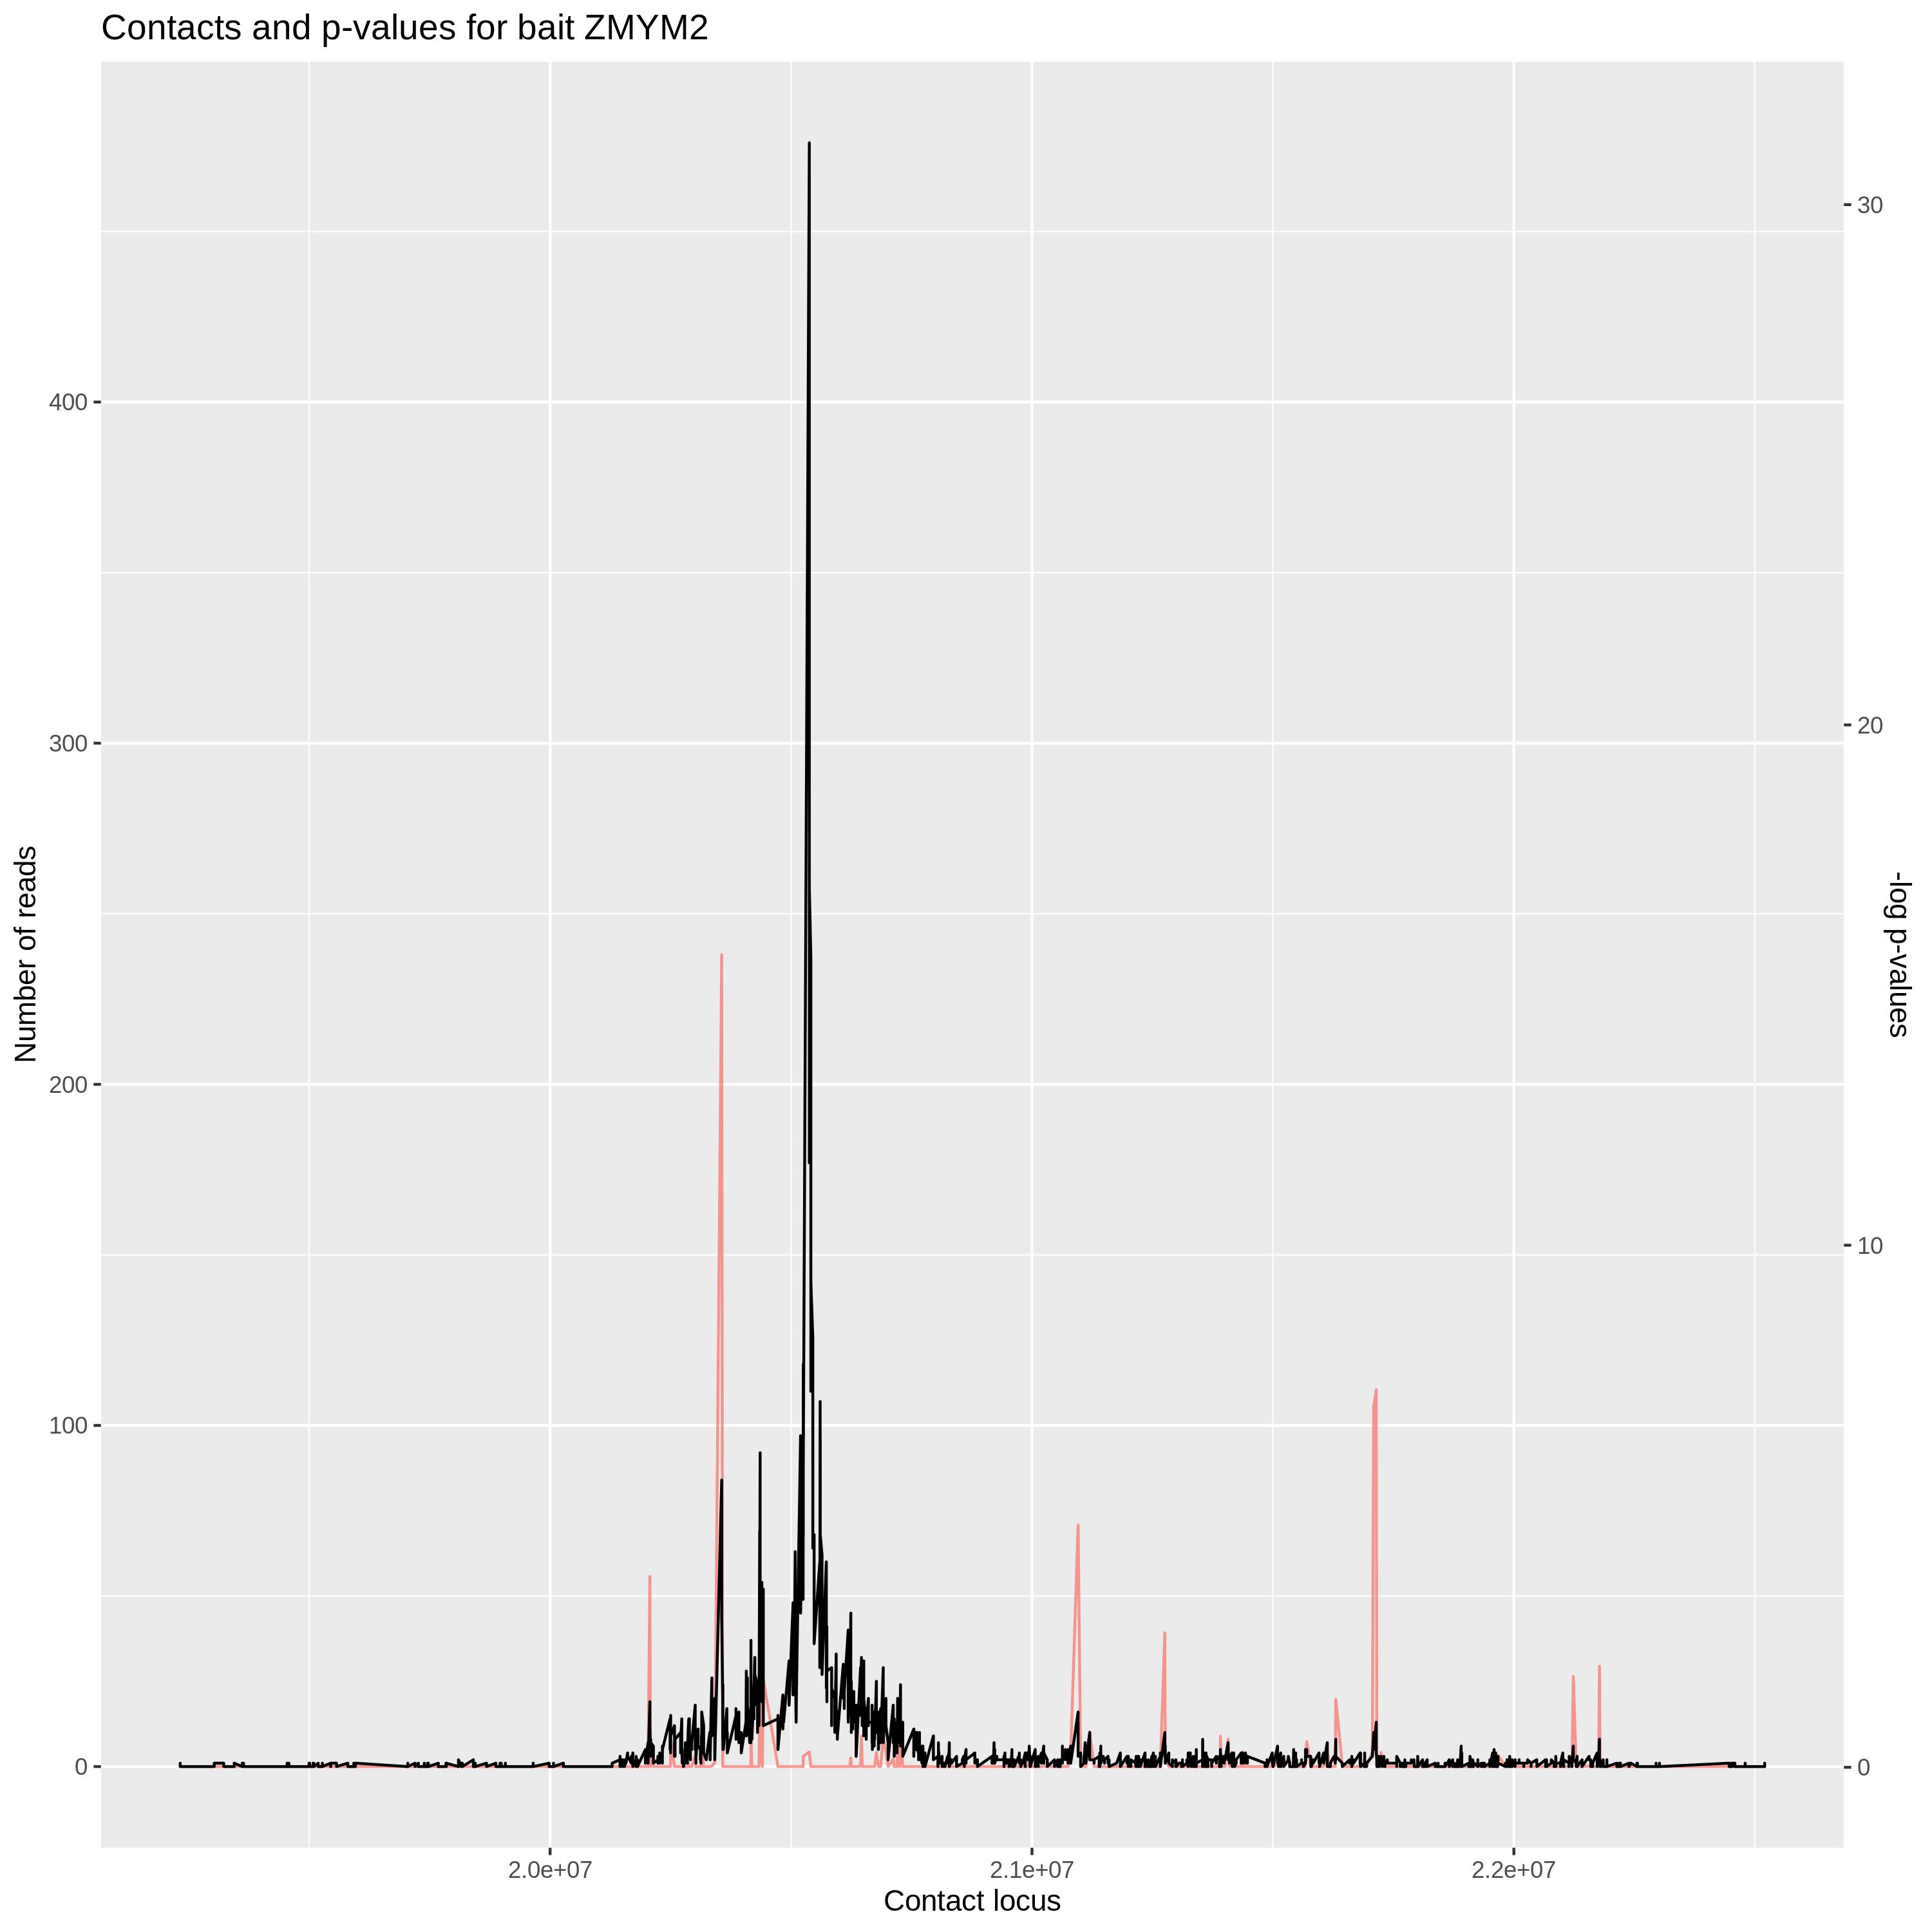 Contacts and p-values for bait ZMYM2
Number of reads
400
300
200
100
0
30
20
10
0
-log p-values
2.0e+07 2.1e+07 2.2e+07
Contact locus